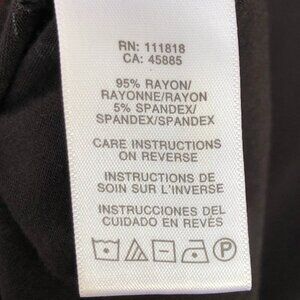 RN: 111818
CA: 45885
95% RAYON/
RAYONNE/RAYON
5% SPANDEX/
SPANDEX/SPANDEX
CARE INSTRUCTIONS
ON REVERSE
INSTRUCTIONS DE
SOIN SUR L'INVERSE
INSTRUCCIONES DEL
CUIDADO EN REVÉS
P